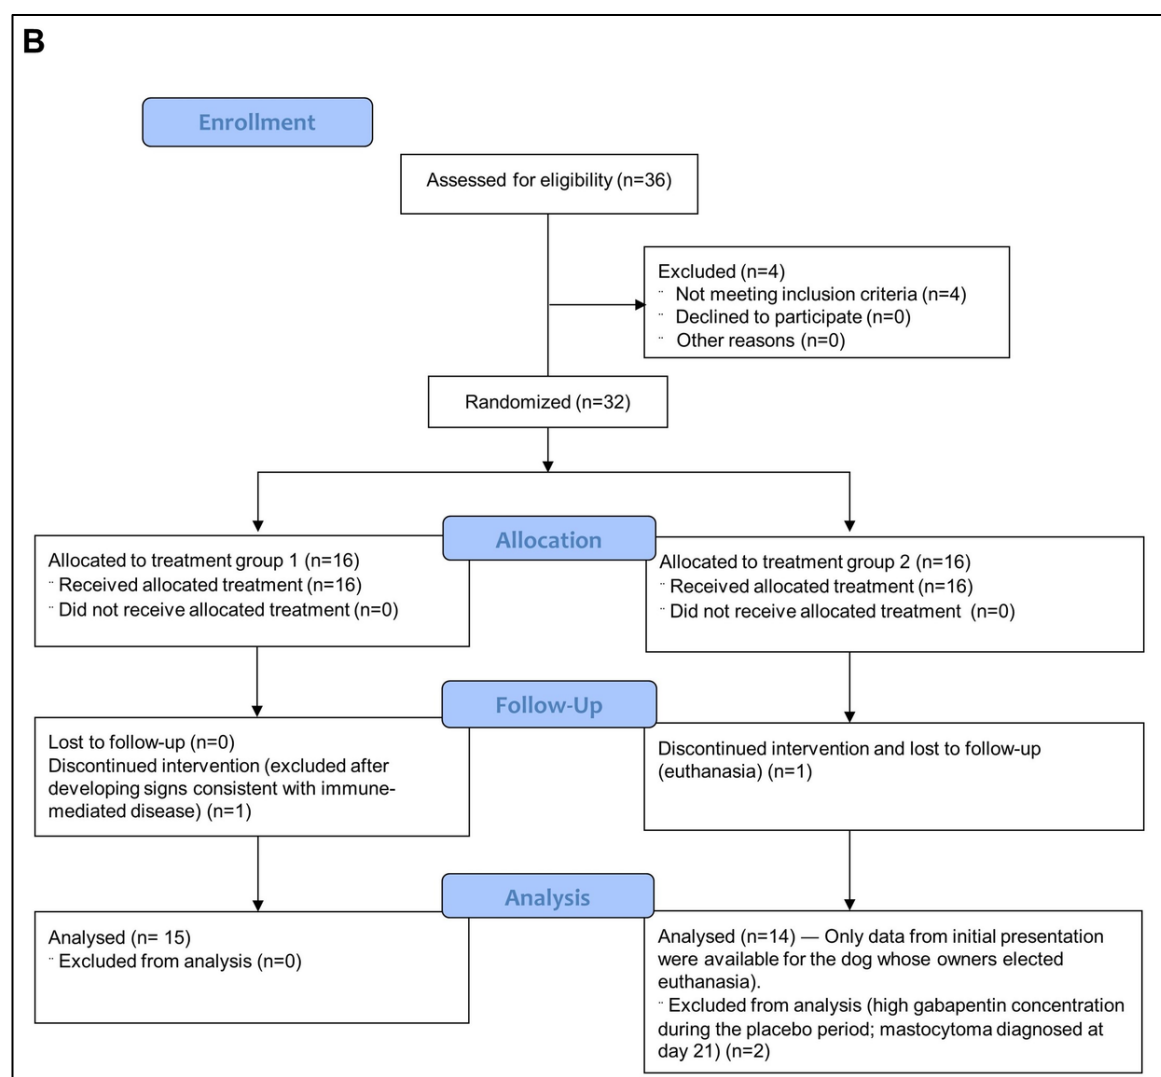 B
Enrollment
Assessed for eligibility (n=36)
Excluded (n=4)
¨ Not meeting inclusion criteria (n=4)
¨ Declined to participate (n=0)
¨ Other reasons (n=0)
Randomized (n=32)
Allocation
Allocated to treatment group 1 (n=16)
¨ Received allocated treatment (n=16)
¨ Did not receive allocated treatment (n=0)
Allocated to treatment group 2 (n=16)
¨ Received allocated treatment (n=16)
¨ Did not receive allocated treatment (n=0)
Follow-Up
Lost to follow-up (n=0)
Discontinued intervention (excluded after
developing signs consistent with immune-
mediated disease) (n=1)
Discontinued intervention and lost to follow-up
(euthanasia) (n=1)
Analysis
Analysed (n= 15)
¨ Excluded from analysis (n=0)
Analysed (n=14) — Only data from initial presentation
were available for the dog whose owners elected
euthanasia).
¨ Excluded from analysis (high gabapentin concentration
during the placebo period; mastocytoma diagnosed at
day 21) (n=2)